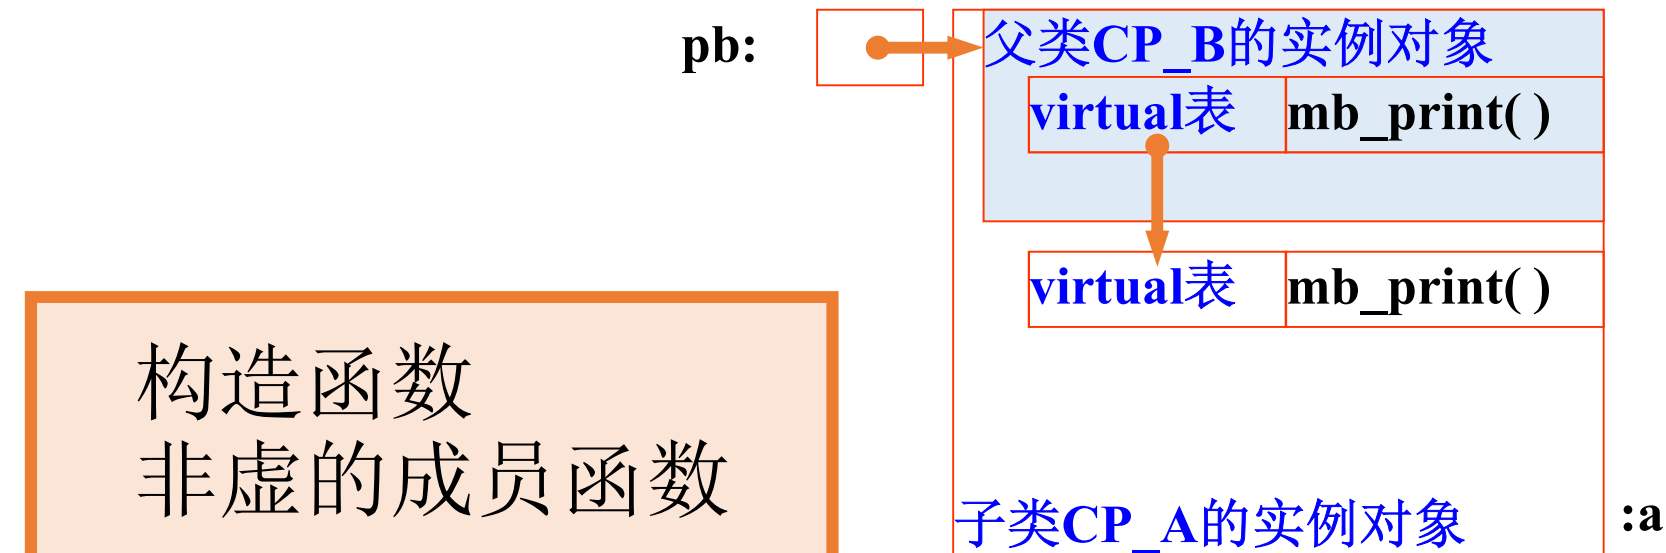 pb:
父类CP_B的实例对象
virtual表 mb_print( )
virtual表 mb_print( )
构造函数
非虚的成员函数
子类CP_A的实例对象 :a